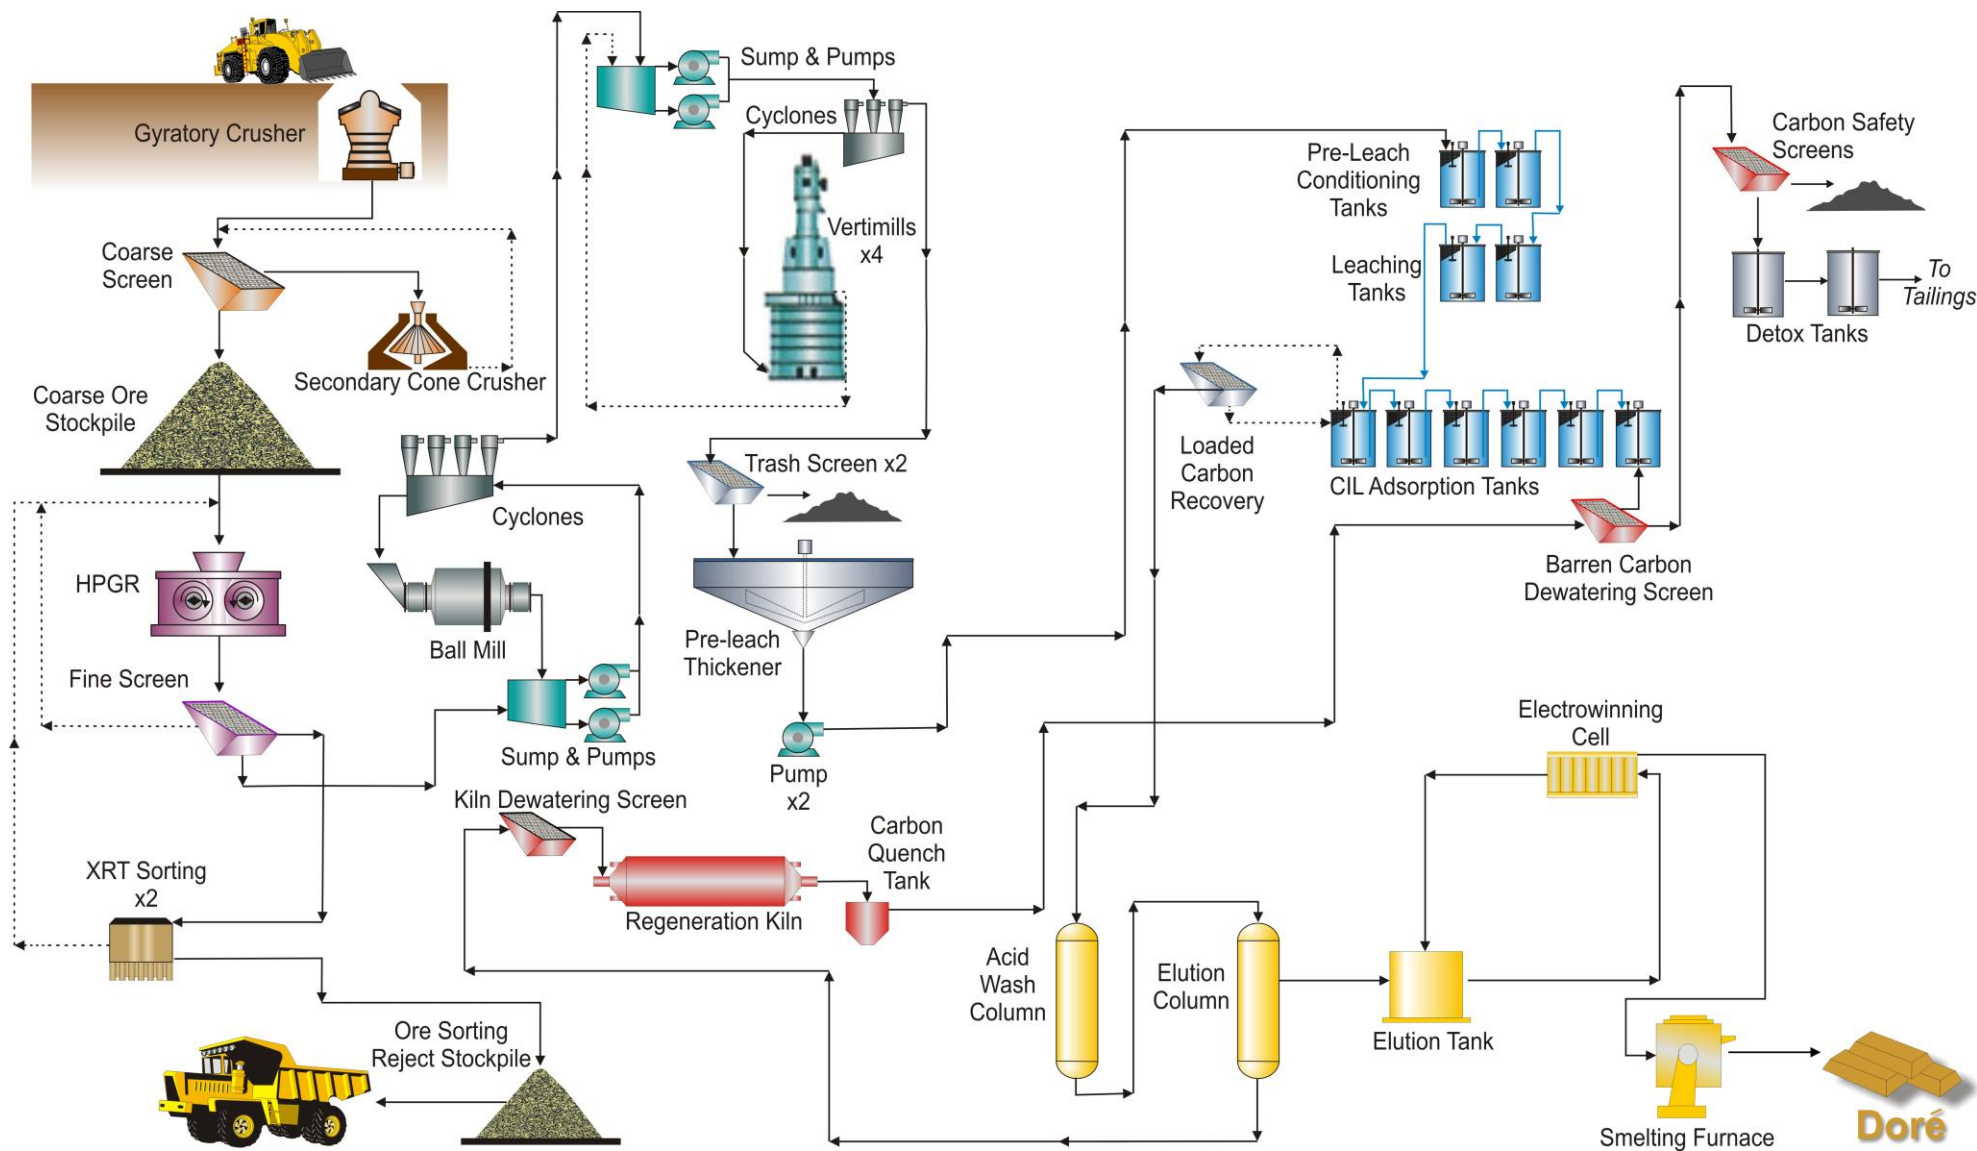 Gyratory Crusher
Coarse
Screen
Secondary Cone Crusher
Coarse Ore
Stockpile
HPGR
Fine Screen
XRT Sorting
x2
Ore Sorting
Reject Stockpile
Cyclones
Ball Mill
Sump & Pumps
Sump & Pumps
Cyclones
Vertimills
x4
Trash Screen x2
Pre-leach
Thickener
Pump
x2
Kiln Dewatering Screen
Regeneration Kiln
Carbon
Quench
Tank
Pre-Leach
Conditioning
Tanks
Leaching
Tanks
Loaded
Carbon
Recovery
CIL Adsorption Tanks
Barren Carbon
Dewatering Screen
Carbon Safety
Screens
Detox Tanks
To
Tailings
Acid
Wash
Column
Elution
Column
Elution Tank
Electrowinning
Cell
Smelting Furnace
Doré